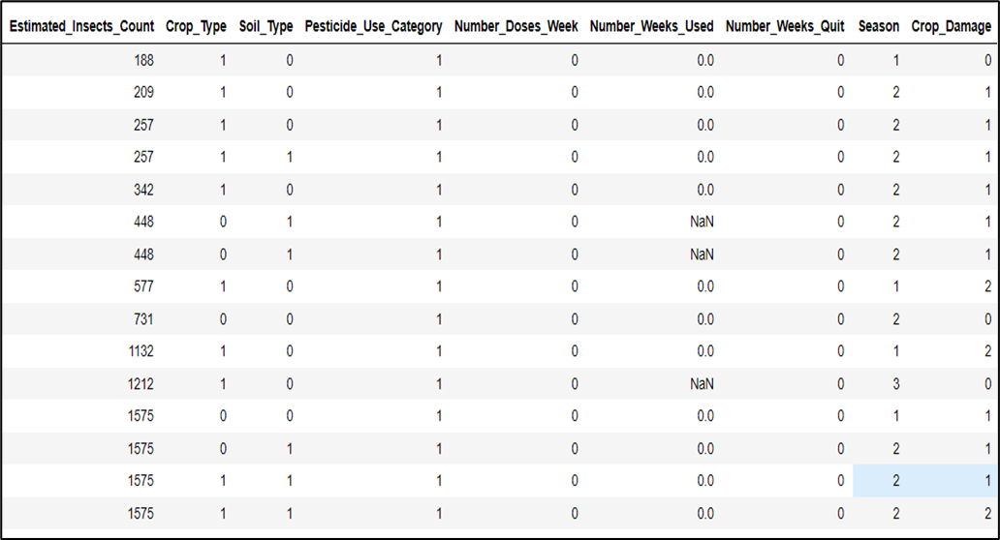 Estimated_Insects_Count Crop_Type Soil_Type Pesticide_Use_Category Number_Doses_Week Number_Weeks_Used Number_Weeks_Quit Season Crop_Damage
188 1 0 1 0 0.0 0 1 0
209 1 0 1 0 0.0 0 2 1
257 1 0 1 0 0.0 0 2 1
257 1 1 1 0 0.0 0 2 1
342 1 0 1 0 0.0 0 2 1
448 0 1 1 0 NaN 0 2 1
448 0 1 1 0 NaN 0 2 1
577 1 0 1 0 0.0 0 1 2
731 0 0 1 0 0.0 0 2 0
1132 1 0 1 0 0.0 0 1 2
1212 1 0 1 0 NaN 0 3 0
1575 0 0 1 0 0.0 0 1 1
1575 0 1 1 0 0.0 0 2 1
1575 1 1 1 0 0.0 0 2 1
1575 1 1 1 0 0.0 0 2 2